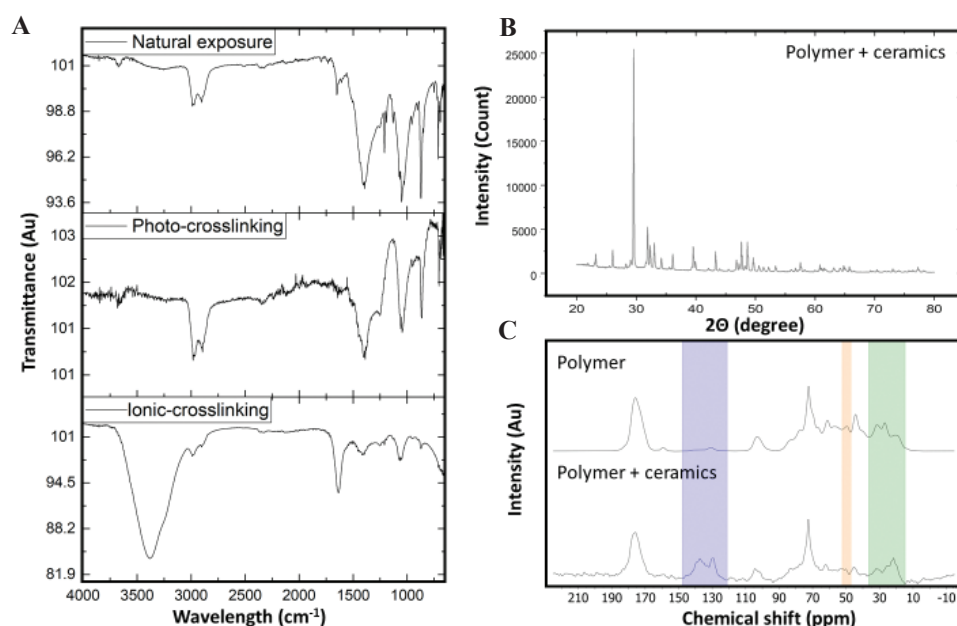 A
Natural exposure
101
98.8
96.2
93.6
Photo-crosslinking
103
102
101
101
Ionic-crosslinking
101
94.5
88.2
81.9
4000 3500 3000 2500 2000 1500 1000
Transmittance (Au)
Wavelength (cm⁻¹)
B
Polymer + ceramics
25000
20000
15000
10000
5000
0
20 30 40 50 60 70 80
Intensity (Count)
2Θ (degree)
C
Polymer
Polymer + ceramics
Intensity (Au)
210 190 170 150 130 110 90 70 50 30 10 -10
Chemical shift (ppm)